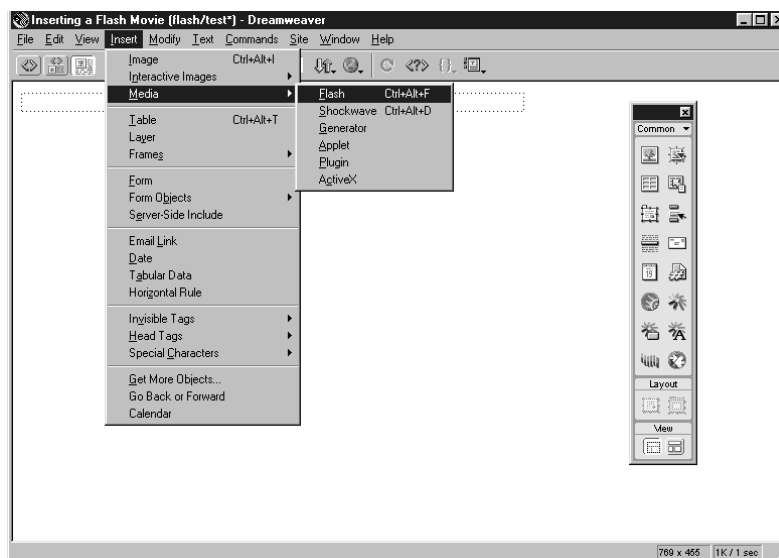 Inserting a Flash Movie (flash/test*) - Dreamweaver
File Edit View Insert Modify Text Commands Site Window Help
Image Ctrl+Alt+I
Interactive Images
Media
Table Ctrl+Alt+T
Layer
Frames
Form
Form Objects
Server-Side Include
Email Link
Date
Tabular Data
Horizontal Rule
Invisible Tags
Head Tags
Special Characters
Get More Objects...
Go Back or Forward
Calendar
Flash Ctrl+Alt+F
Shockwave Ctrl+Alt+D
Generator
Applet
Plugin
ActiveX
Common
19
Layout
View
769 x 455 1K / 1 sec